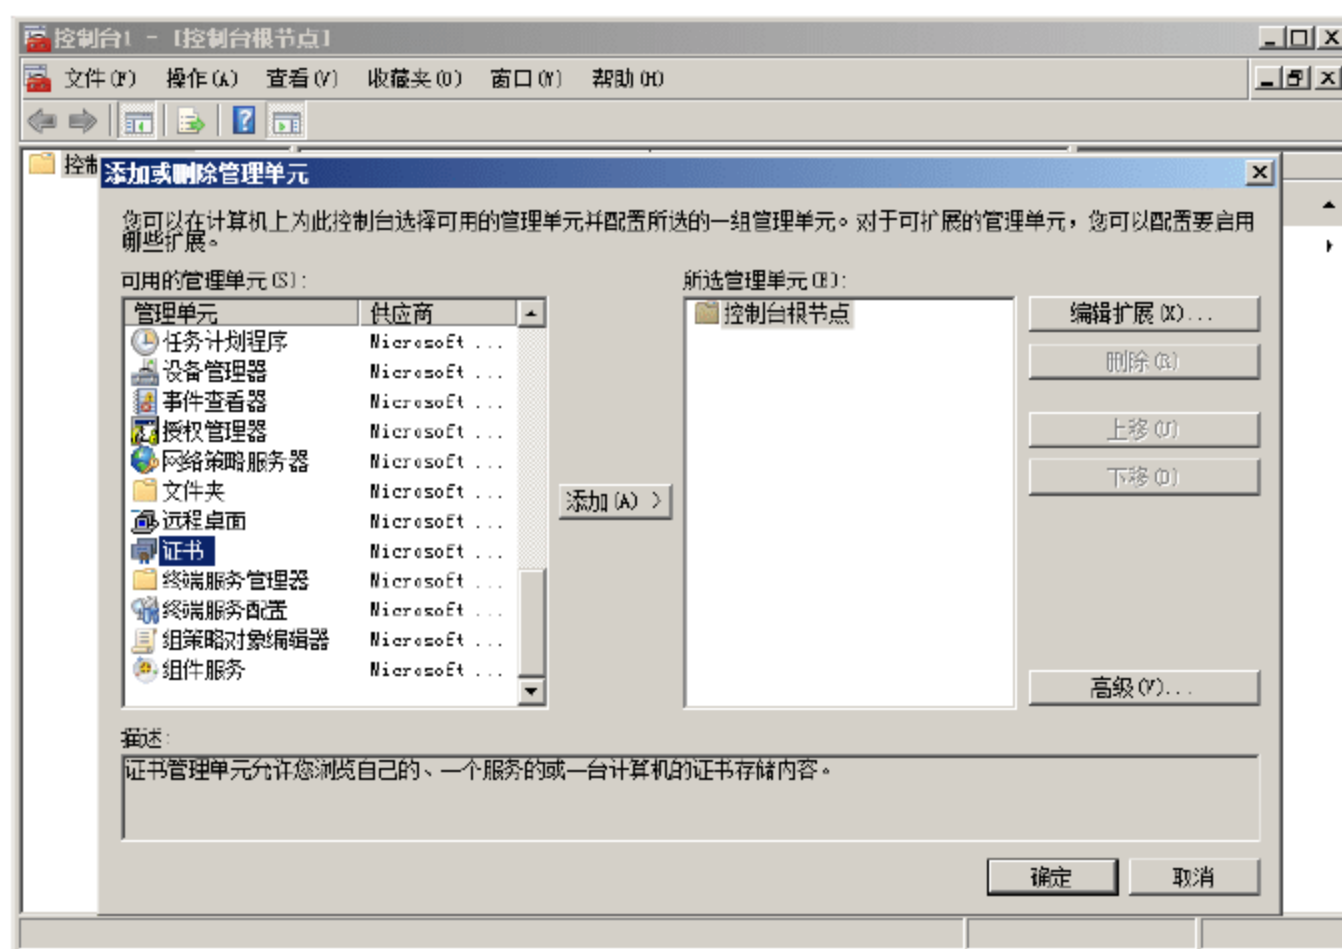 控制台1 - [控制台根节点]
文件(F) 操作(A) 查看(V) 收藏夹(O) 窗口(W) 帮助(H)
控制
添加或删除管理单元
您可以在计算机上为此控制台选择可用的管理单元并配置所选的一组管理单元。对于可扩展的管理单元，您可以配置要启用
哪些扩展。
可用的管理单元(S):
所选管理单元(E):
管理单元 供应商
任务计划程序 Microsoft ...
设备管理器 Microsoft ...
事件查看器 Microsoft ...
授权管理器 Microsoft ...
网络策略服务器 Microsoft ...
文件夹 Microsoft ...
远程桌面 Microsoft ...
证书 Microsoft ...
终端服务管理器 Microsoft ...
终端服务配置 Microsoft ...
组策略对象编辑器 Microsoft ...
组件服务 Microsoft ...
添加(A) >
控制台根节点
编辑扩展(X)...
删除(R)
上移(U)
下移(D)
高级(V)...
描述:
证书管理单元允许您浏览自己的、一个服务的或一台计算机的证书存储内容。
确定 取消